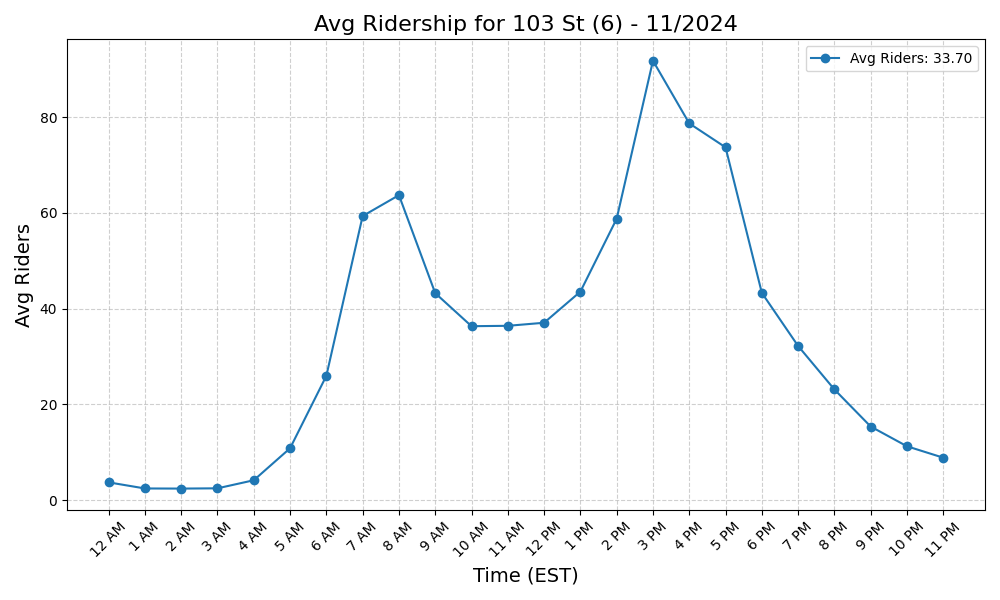 Avg Ridership for 103 St (6) - 11/2024
Avg Riders: 33.70
Avg Riders
80
60
40
20
0
12 AM
1 AM
2 AM
3 AM
4 AM
5 AM
6 AM
7 AM
8 AM
9 AM
10 AM
11 AM
12 PM
1 PM
2 PM
3 PM
4 PM
5 PM
6 PM
7 PM
8 PM
9 PM
10 PM
11 PM
Time (EST)